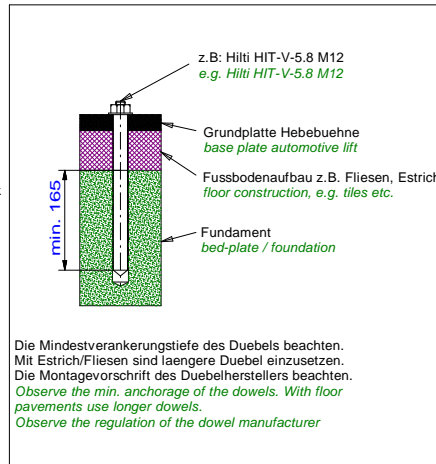 z.B: Hilti HIT-V-5.8 M12
e.g. Hilti HIT-V-5.8 M12
Grundplatte Hebebuehne
base plate automotive lift
Fussbodenaufbau z.B. Fliesen, Estrich
floor construction, e.g. tiles etc.
min. 165
Fundament
bed-plate / foundation
Die Mindestverankerungstiefe des Duebels beachten.
Mit Estrich/Fliesen sind laengere Duebel einzusetzen.
Die Montagevorschrift des Duebelherstellers beachten.
Observe the min. anchorage of the dowels. With floor
pavements use longer dowels.
Observe the regulation of the dowel manufacturer